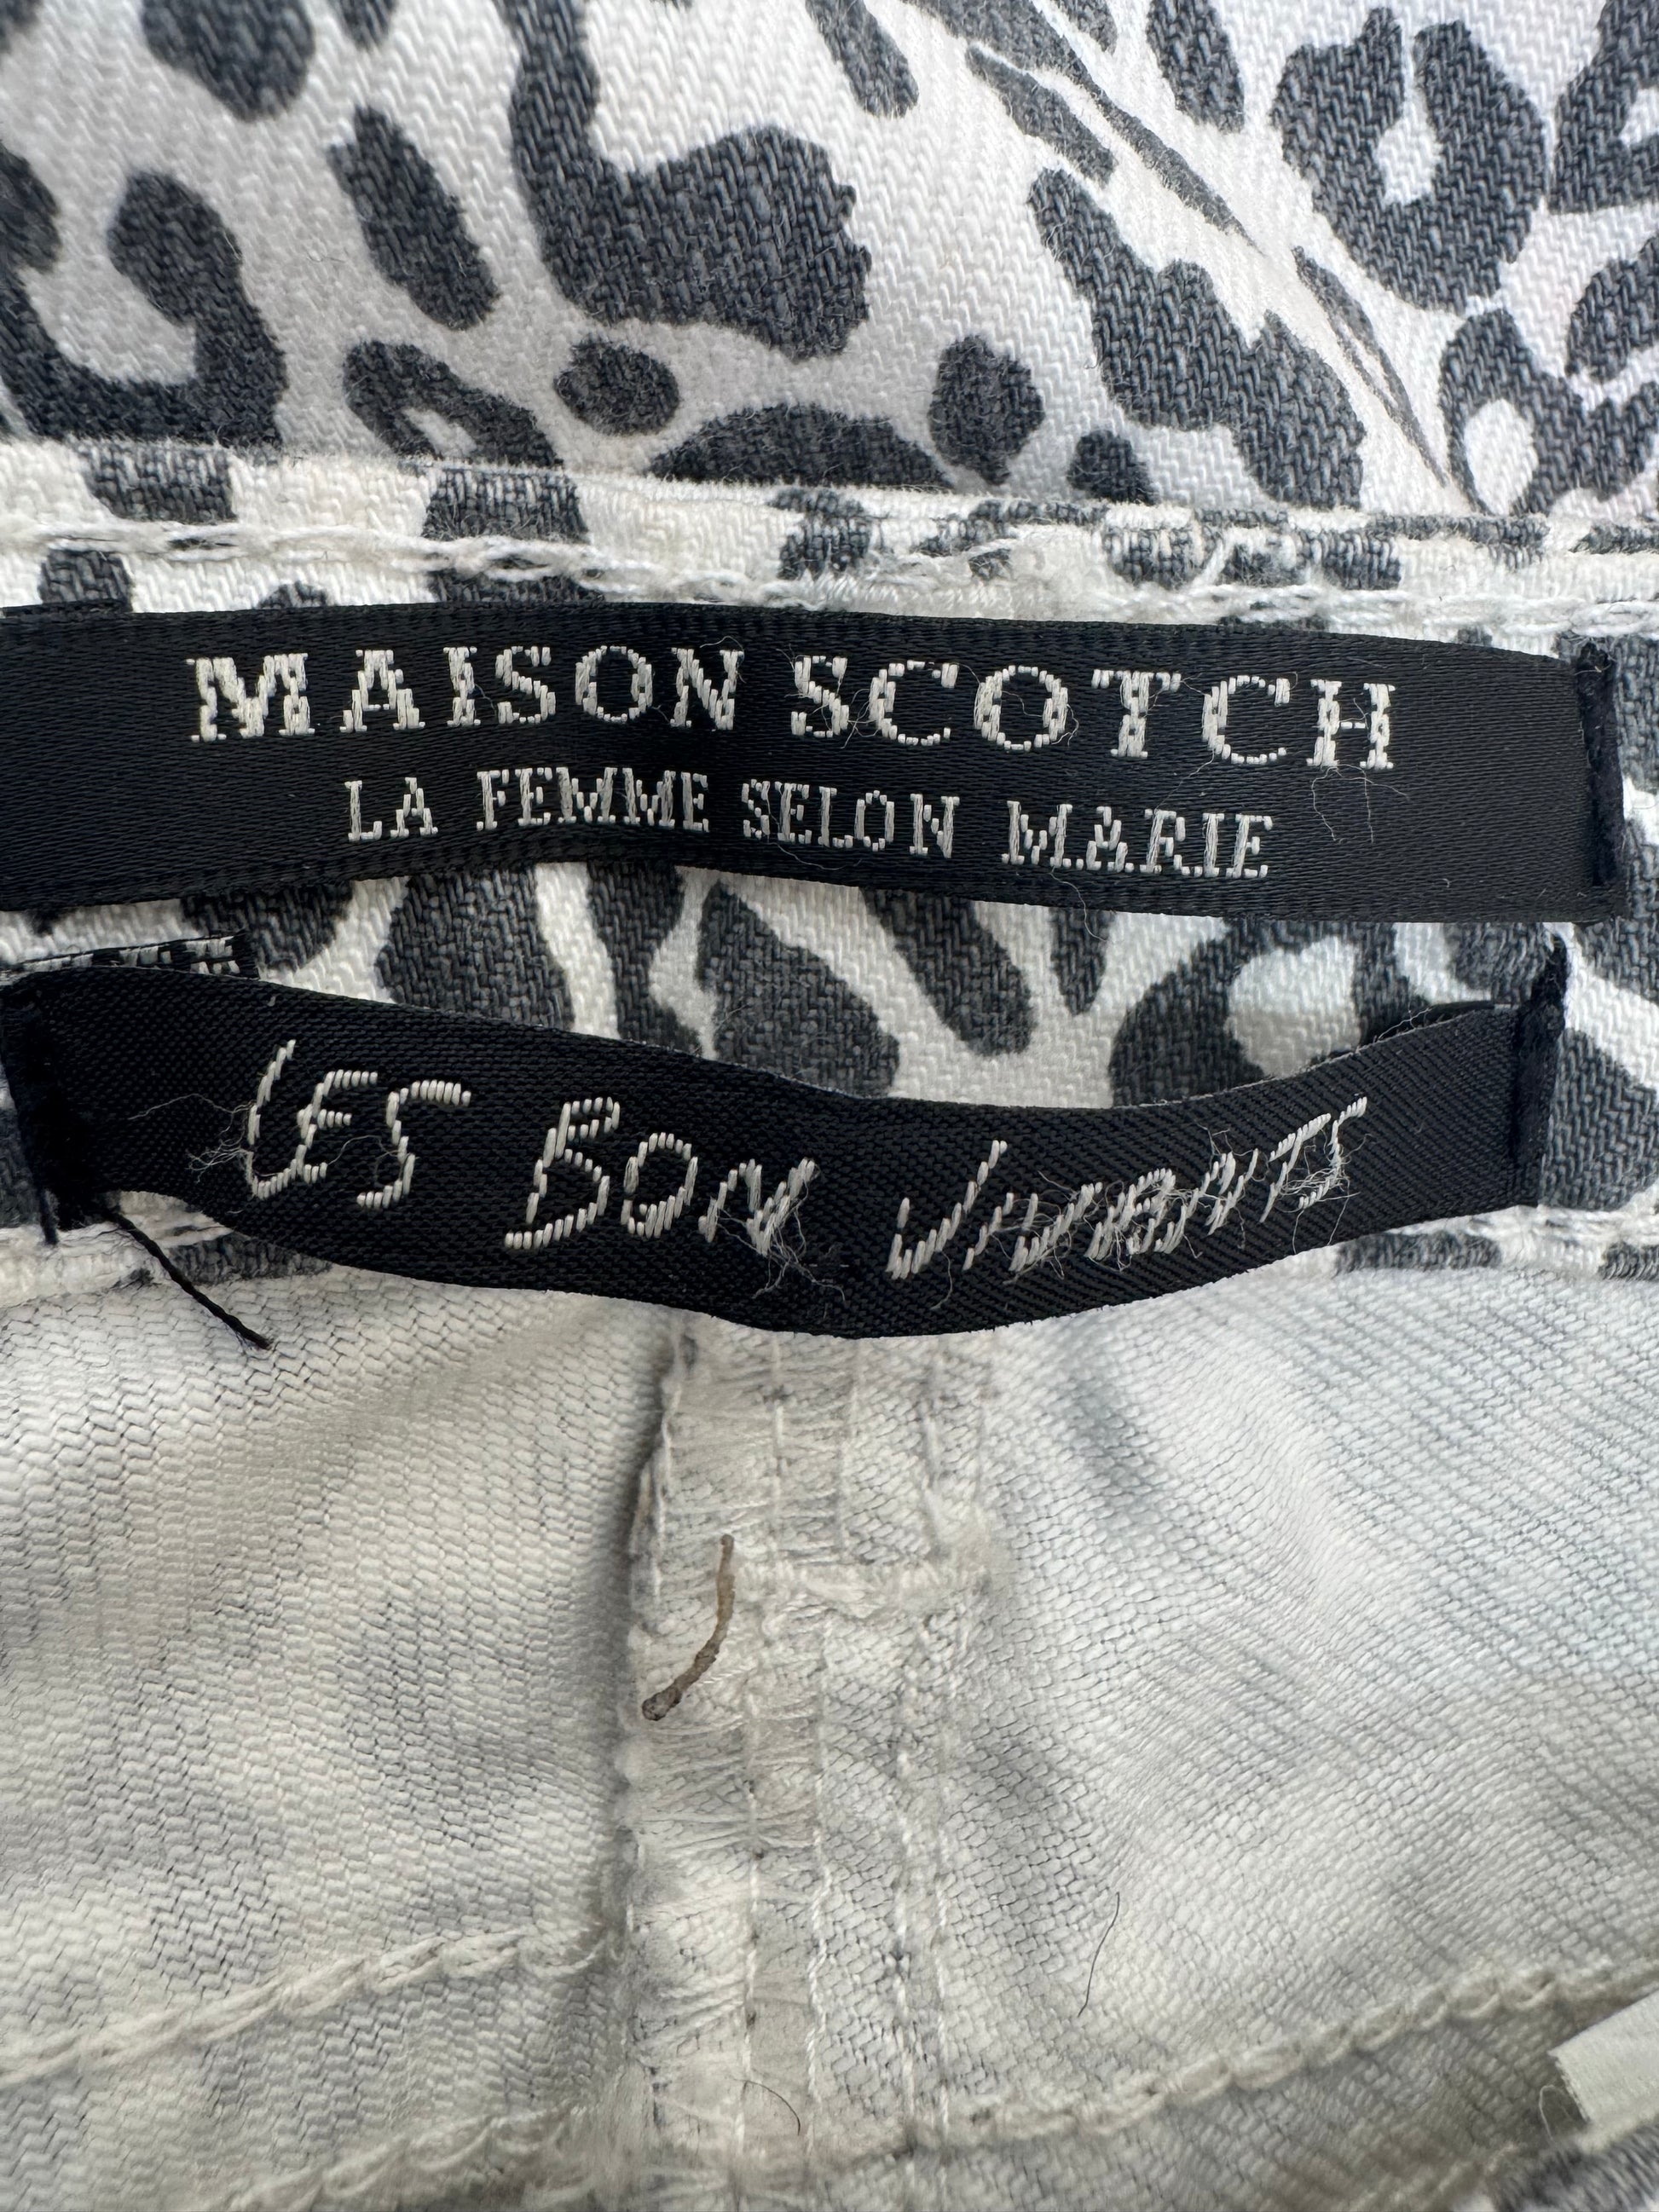 MAISON SCOTCH
LA FEMME SELON MARIE
LES BON VIVANTS